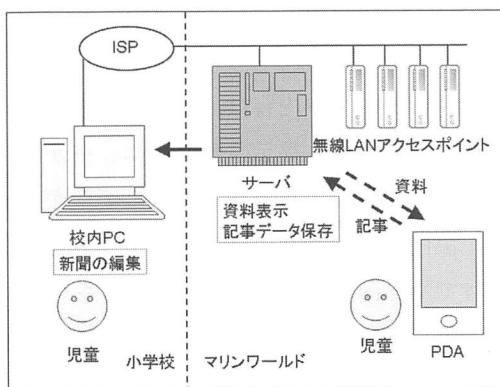 ISP
無線LANアクセスポイント
サーバ
資料表示
記事データ保存
資料
記事
校内PC
新聞の編集
児童
小学校
マリンワールド
児童
PDA